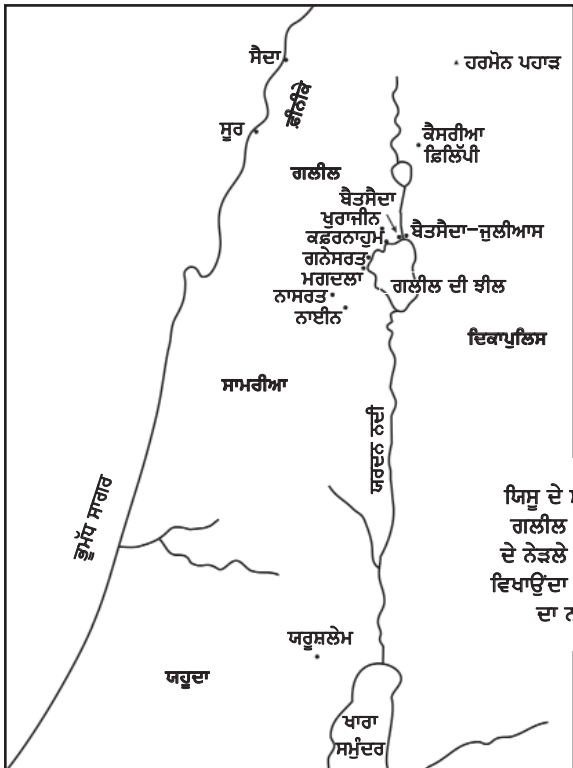 ਸੈਦਾ
ਹਰਮੋਨ ਪਹਾੜ
ਫ਼ੀਨੀਕੇ
ਸੂਰ
ਕੈਸਰੀਆ
ਫ਼ਿਲਿੱਪੀ
ਗਲੀਲ
ਬੈਤਸੈਦਾ
ਖੁਰਾਜੀਨ
ਕਫ਼ਰਨਾਹੁਮ
ਬੈਤਸੈਦਾ–ਜੁਲੀਆਸ
ਗਨੇਸਰਤ
ਮਗਦਲਾ
ਗਲੀਲ ਦੀ ਝੀਲ
ਨਾਸਰਤ
ਨਾਈਨ
ਦਿਕਾਪੁਲਿਸ
ਸਾਮਰੀਆ
ਯਰਦਨ ਨਦੀ
ਭੂਮੱਧ ਸਾਗਰ
ਯਿਸੂ ਦੇ
ਗਲੀਲ
ਦੇ ਨੇੜਲੇ
ਵਿਖਾਉਂਦਾ
ਦਾ
ਯਰੂਸ਼ਲੇਮ
ਯਹੂਦਾ
ਖਾਰਾ
ਸਮੁੰਦਰ